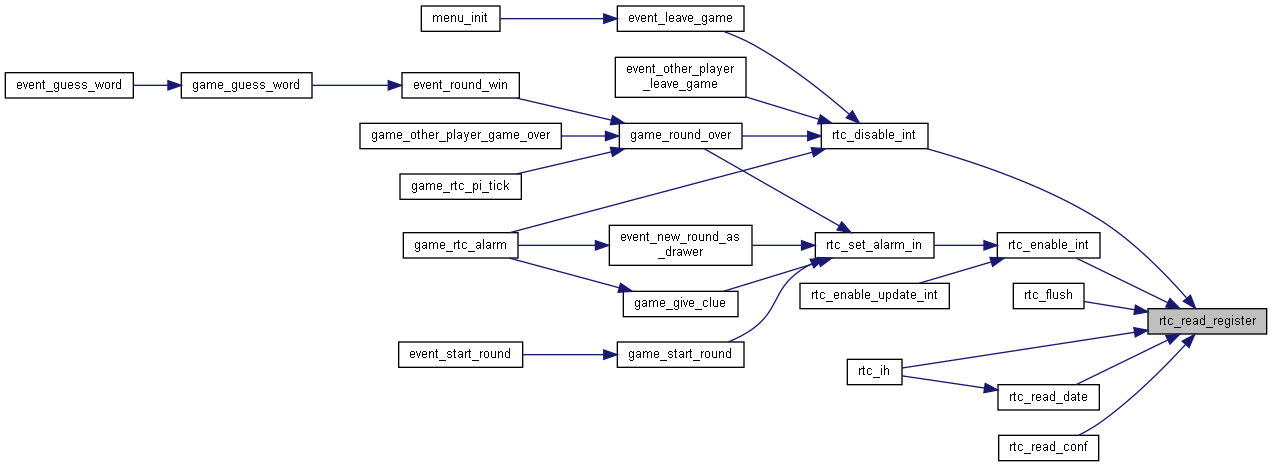 menu_init
event_leave_game
event_other_player
_leave_game
event_guess_word
game_guess_word
event_round_win
game_other_player_game_over
game_round_over
rtc_disable_int
game_rtc_pi_tick
game_rtc_alarm
event_new_round_as
_drawer
rtc_set_alarm_in
rtc_enable_int
game_give_clue
rtc_enable_update_int
rtc_flush
rtc_read_register
event_start_round
game_start_round
rtc_ih
rtc_read_date
rtc_read_conf